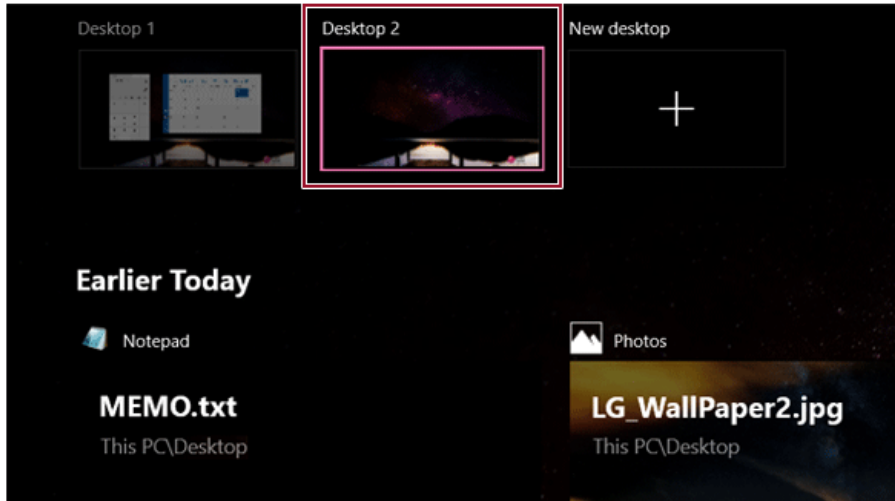 Desktop 1
Desktop 2
New desktop
Earlier Today
Notepad
Photos
MEMO.txt
LG_WallPaper2.jpg
This PC\Desktop
This PC\Desktop